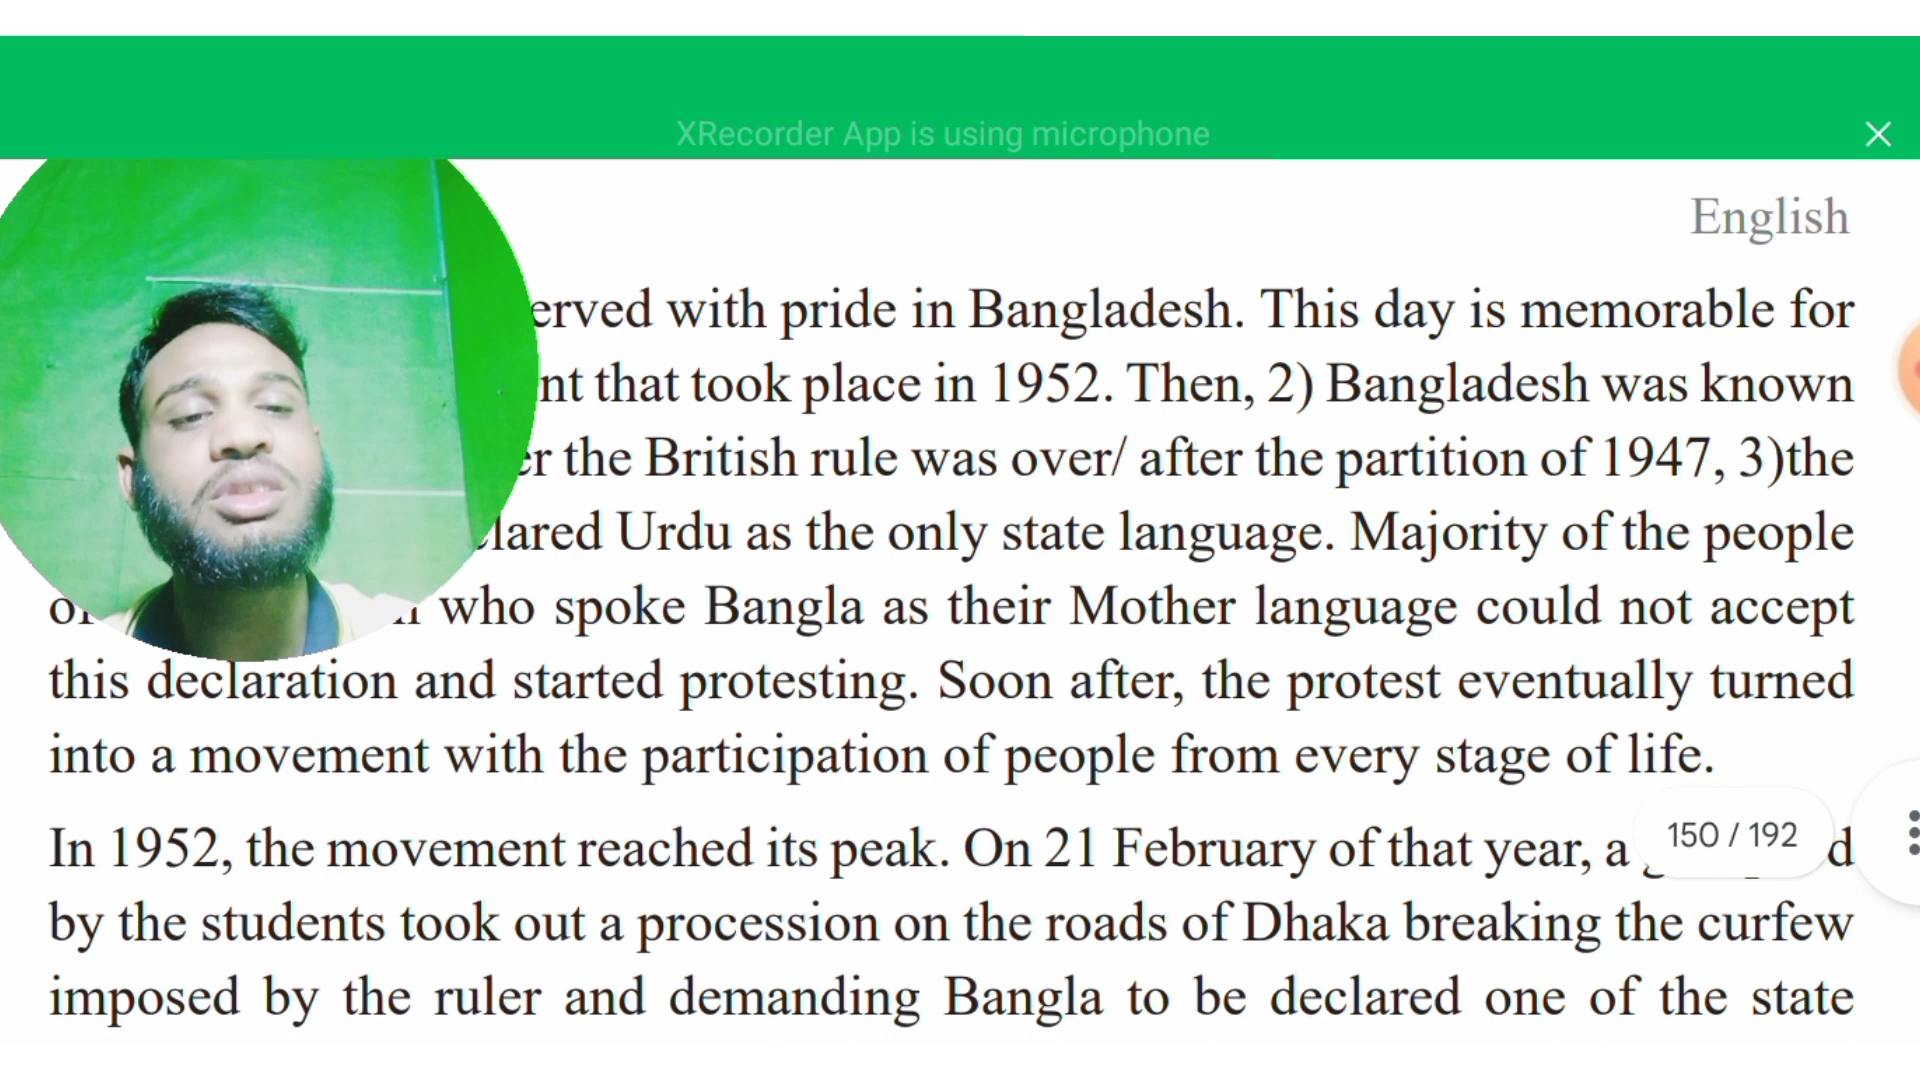 XRecorder App is using microphone
English
with pride in Bangladesh. This day is memorable for
that took place in 1952. Then, 2) Bangladesh was known
the British rule was over/ after the partition of 1947, 3)the
Urdu as the only state language. Majority of the people
who spoke Bangla as their Mother language could not accept
this declaration and started protesting. Soon after, the protest eventually turned
into a movement with the participation of people from every stage of life.
In 1952, the movement reached its peak. On 21 February of that year, a
150 / 192
by the students took out a procession on the roads of Dhaka breaking the curfew
imposed by the ruler and demanding Bangla to be declared one of the state